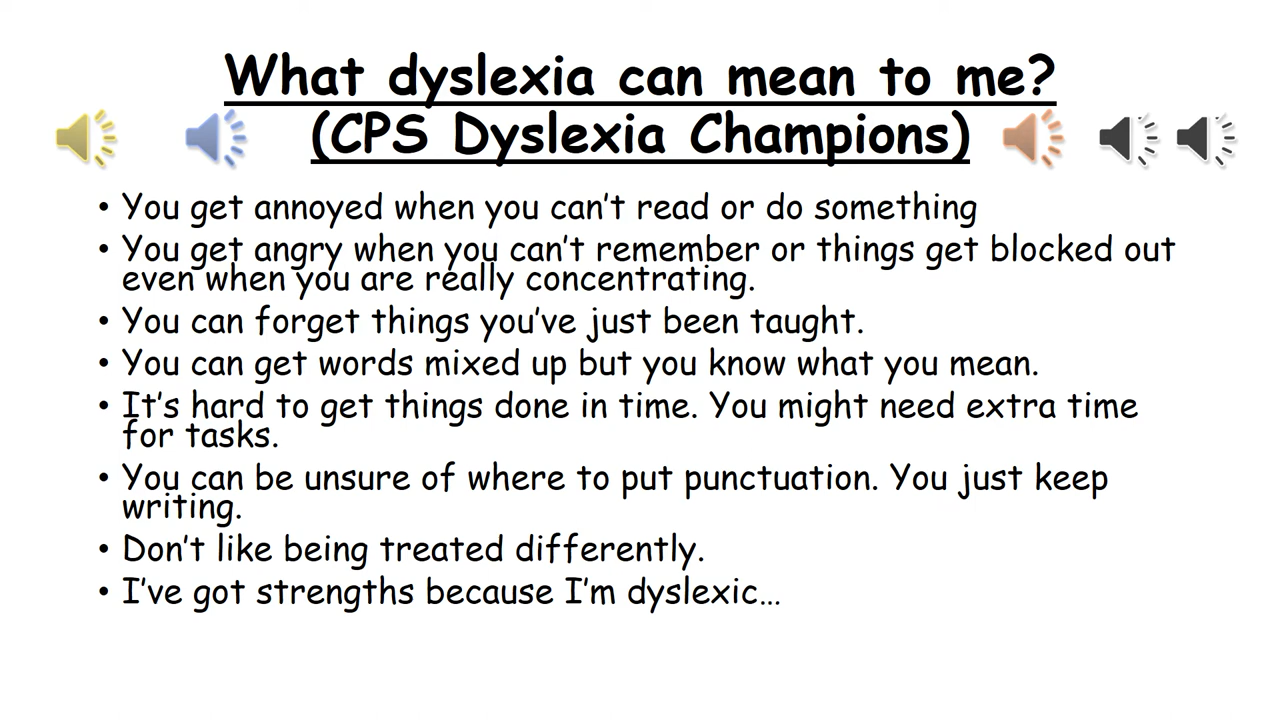 What dyslexia can mean to me?
(CPS Dyslexia Champions)
• You get annoyed when you can't read or do something
• You get angry when you can't remember or things get blocked out
even when you are really concentrating.
• You can forget things you've just been taught.
• You can get words mixed up but you know what you mean.
• It's hard to get things done in time. You might need extra time
for tasks.
• You can be unsure of where to put punctuation. You just keep
writing.
• Don't like being treated differently.
• I've got strengths because I'm dyslexic…